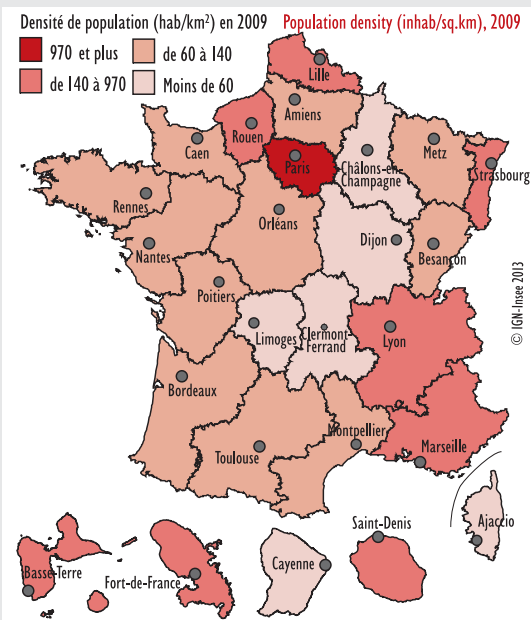 Densité de population (hab/km²) en 2009
Population density (inhab/sq.km), 2009
970 et plus
de 60 à 140
de 140 à 970
Moins de 60
Lille
Amiens
Rouen
Caen
Paris
Châlons-en-
Champagne
Metz
Strasbourg
Rennes
Orléans
Nantes
Dijon
Besançon
Poitiers
Limoges
Clermont-
Ferrand
Lyon
Bordeaux
Montpellier
Toulouse
Marseille
Ajaccio
Saint-Denis
Cayenne
Basse-Terre
Fort-de-France
© IGN-Insee 2013